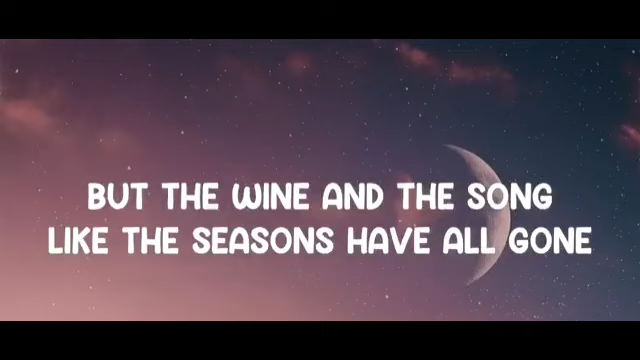 BUT THE WINE AND THE SONG
LIKE THE SEASONS HAVE ALL GONE